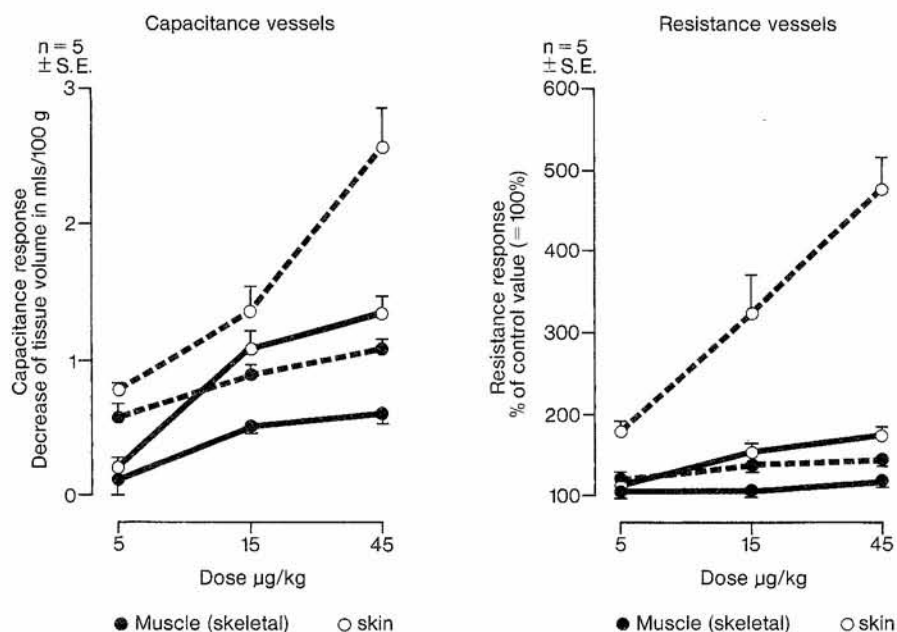 Capacitance vessels
n = 5
± S.E.
Capacitance response
Decrease of tissue volume in mls/100 g
3
2
1
0
5 15 45
Dose µg/kg
● Muscle (skeletal) ○ skin
Resistance vessels
n = 5
± S.E.
Resistance response
% of control value (= 100%)
600
500
400
300
200
100
5 15 45
Dose µg/kg
● Muscle (skeletal) ○ skin